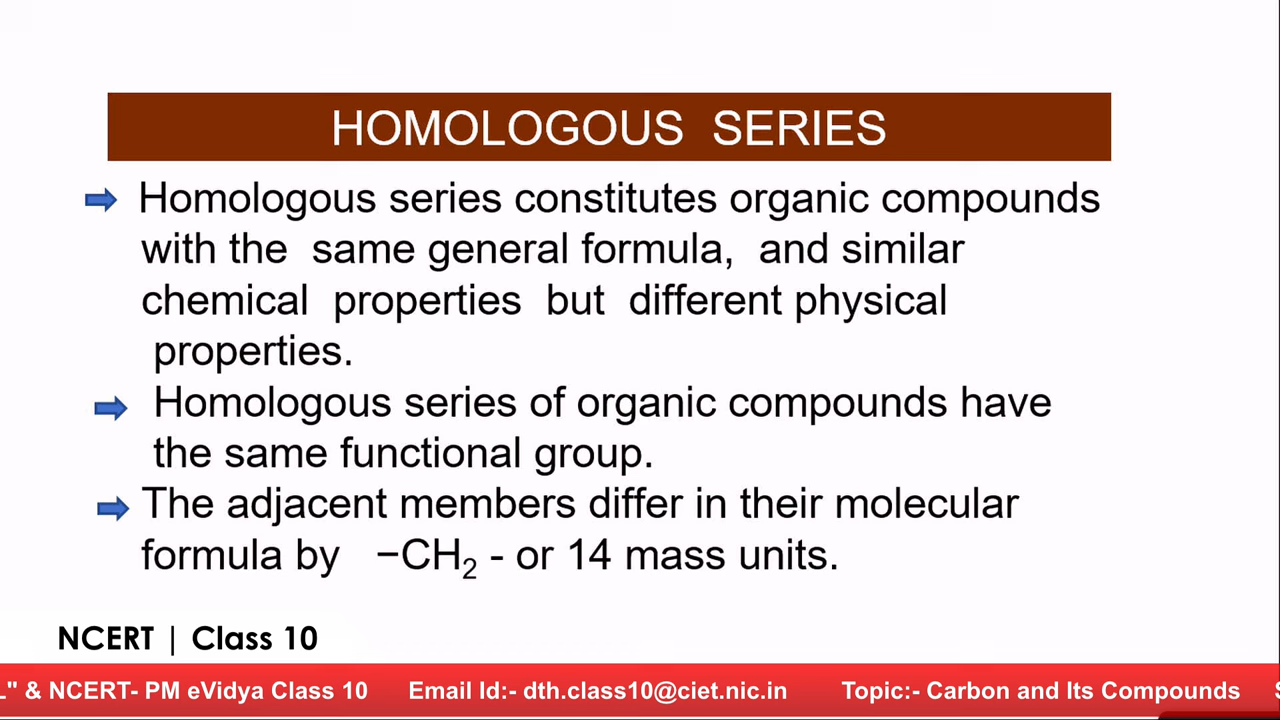 HOMOLOGOUS SERIES
Homologous series constitutes organic compounds
with the same general formula, and similar
chemical properties but different physical
properties.
Homologous series of organic compounds have
the same functional group.
The adjacent members differ in their molecular
formula by −CH₂ - or 14 mass units.
NCERT | Class 10
" & NCERT- PM eVidya Class 10 Email Id:- dth.class10@ciet.nic.in Topic:- Carbon and Its Compounds